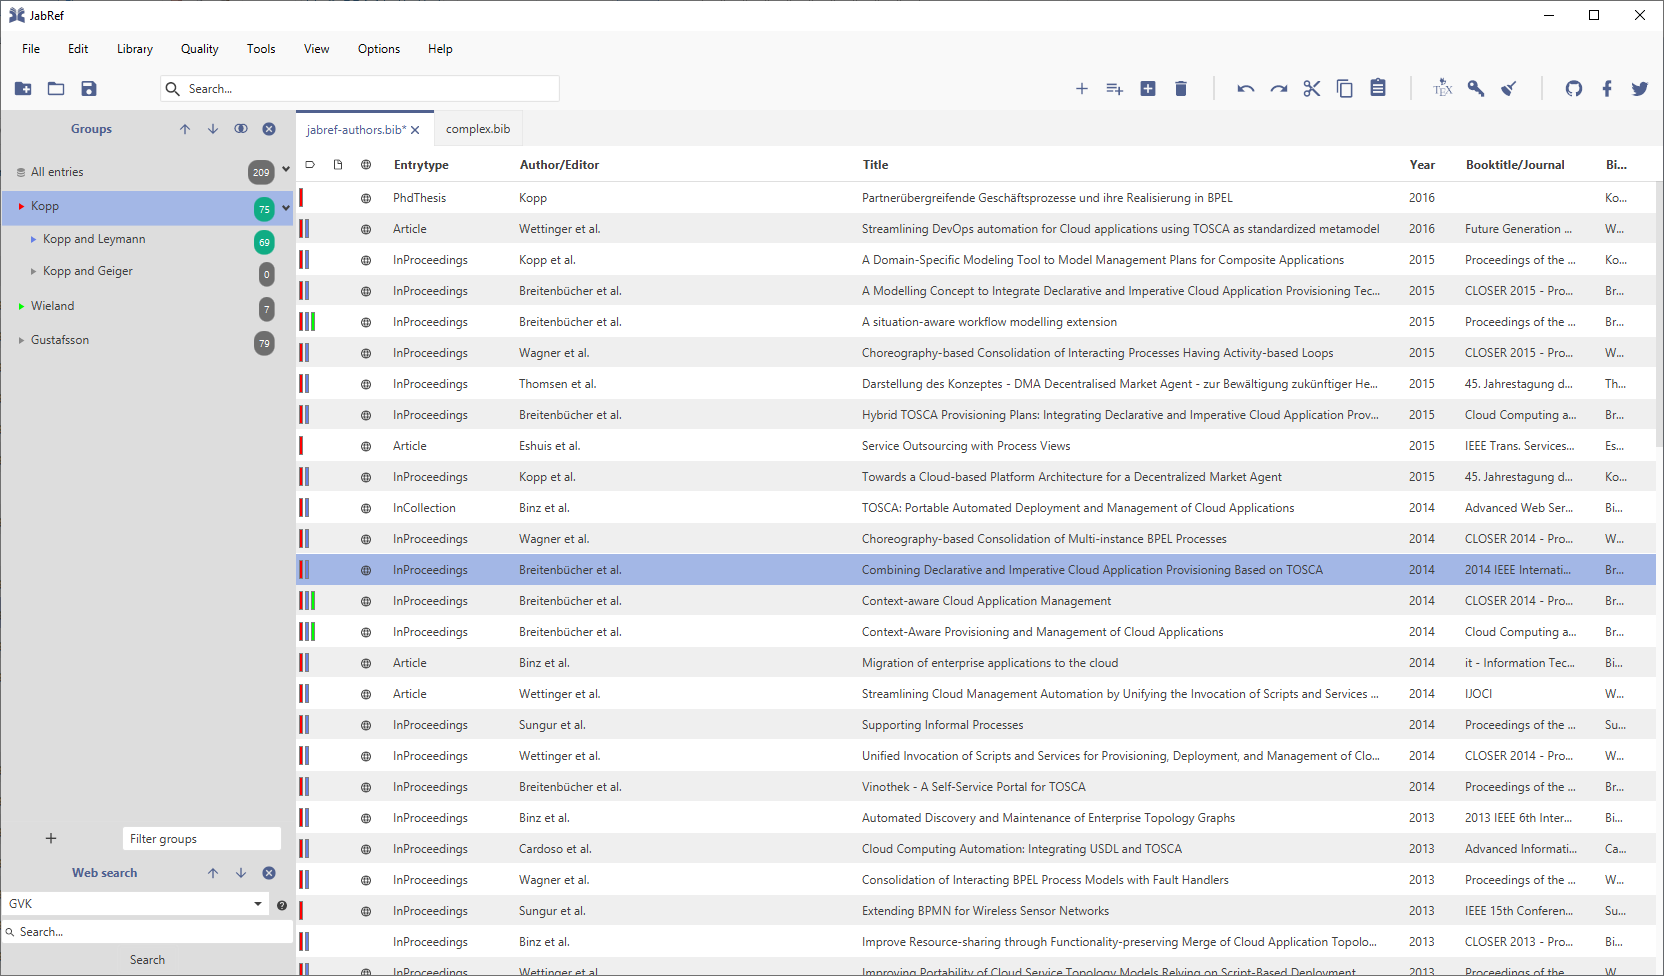 JabRef
File Edit Library Quality Tools View Options Help
Search...
TEX
Groups
All entries 209
Kopp 75
Kopp and Leymann 69
Kopp and Geiger 0
Wieland 7
Gustafsson 79
Filter groups
Web search
GVK
Search...
Search
jabref-authors.bib* complex.bib
Entrytype Author/Editor Title Year Booktitle/Journal Bi...
PhdThesis Kopp Partnerübergreifende Geschäftsprozesse und ihre Realisierung in BPEL 2016 Ko...
Article Wettinger et al. Streamlining DevOps automation for Cloud applications using TOSCA as standardized metamodel 2016 Future Generation ... W...
InProceedings Kopp et al. A Domain-Specific Modeling Tool to Model Management Plans for Composite Applications 2015 Proceedings of the ... Ko...
InProceedings Breitenbücher et al. A Modelling Concept to Integrate Declarative and Imperative Cloud Application Provisioning Tec... 2015 CLOSER 2015 - Pro... Br...
InProceedings Breitenbücher et al. A situation-aware workflow modelling extension 2015 Proceedings of the ... Br...
InProceedings Wagner et al. Choreography-based Consolidation of Interacting Processes Having Activity-based Loops 2015 CLOSER 2015 - Pro... W...
InProceedings Thomsen et al. Darstellung des Konzeptes - DMA Decentralised Market Agent - zur Bewältigung zukünftiger He... 2015 45. Jahrestagung d... Th...
InProceedings Breitenbücher et al. Hybrid TOSCA Provisioning Plans: Integrating Declarative and Imperative Cloud Application Prov... 2015 Cloud Computing a... Br...
Article Eshuis et al. Service Outsourcing with Process Views 2015 IEEE Trans. Services... Es...
InProceedings Kopp et al. Towards a Cloud-based Platform Architecture for a Decentralized Market Agent 2015 45. Jahrestagung d... Ko...
InCollection Binz et al. TOSCA: Portable Automated Deployment and Management of Cloud Applications 2014 Advanced Web Ser... Bi...
InProceedings Wagner et al. Choreography-based Consolidation of Multi-instance BPEL Processes 2014 CLOSER 2014 - Pro... W...
InProceedings Breitenbücher et al. Combining Declarative and Imperative Cloud Application Provisioning Based on TOSCA 2014 2014 IEEE Internati... Br...
InProceedings Breitenbücher et al. Context-aware Cloud Application Management 2014 CLOSER 2014 - Pro... Br...
InProceedings Breitenbücher et al. Context-Aware Provisioning and Management of Cloud Applications 2014 Cloud Computing a... Br...
Article Binz et al. Migration of enterprise applications to the cloud 2014 it - Information Tec... Bi...
Article Wettinger et al. Streamlining Cloud Management Automation by Unifying the Invocation of Scripts and Services ... 2014 IJOCI W...
InProceedings Sungur et al. Supporting Informal Processes 2014 Proceedings of the ... Su...
InProceedings Wettinger et al. Unified Invocation of Scripts and Services for Provisioning, Deployment, and Management of Clo... 2014 CLOSER 2014 - Pro... W...
InProceedings Breitenbücher et al. Vinothek - A Self-Service Portal for TOSCA 2014 Proceedings of the ... Br...
InProceedings Binz et al. Automated Discovery and Maintenance of Enterprise Topology Graphs 2013 2013 IEEE 6th Inter... Bi...
InProceedings Cardoso et al. Cloud Computing Automation: Integrating USDL and TOSCA 2013 Advanced Informati... Ca...
InProceedings Wagner et al. Consolidation of Interacting BPEL Process Models with Fault Handlers 2013 Proceedings of the ... W...
InProceedings Sungur et al. Extending BPMN for Wireless Sensor Networks 2013 IEEE 15th Conferen... Su...
InProceedings Binz et al. Improve Resource-sharing through Functionality-preserving Merge of Cloud Application Topolo... 2013 CLOSER 2013 - Pro... Bi...
InProceedings Wettinger et al. Improving Portability of Cloud Service Topology Models Relying on Script-Based Deployment 2013 Proceedings of the ... W...